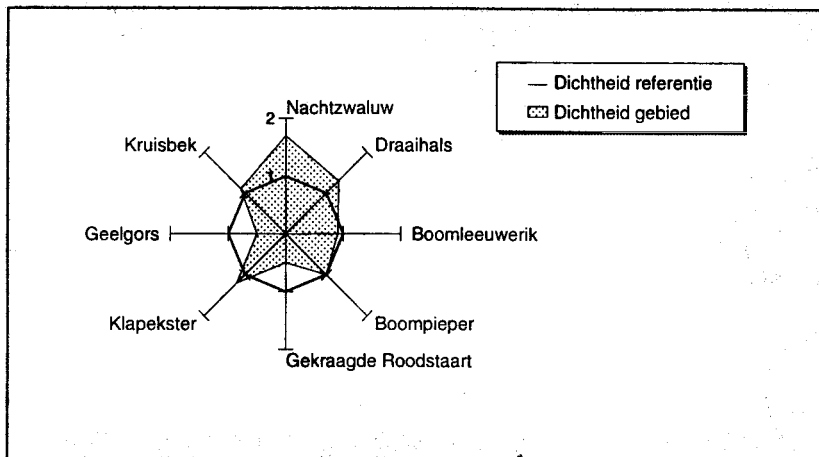 Dichtheid referentie
Dichtheid gebied
Nachtzwaluw
2
Kruisbek
Draaihals
1
Geelgors
Boomleeuwerik
Klapekster
Boompieper
Gekraagde Roodstaart